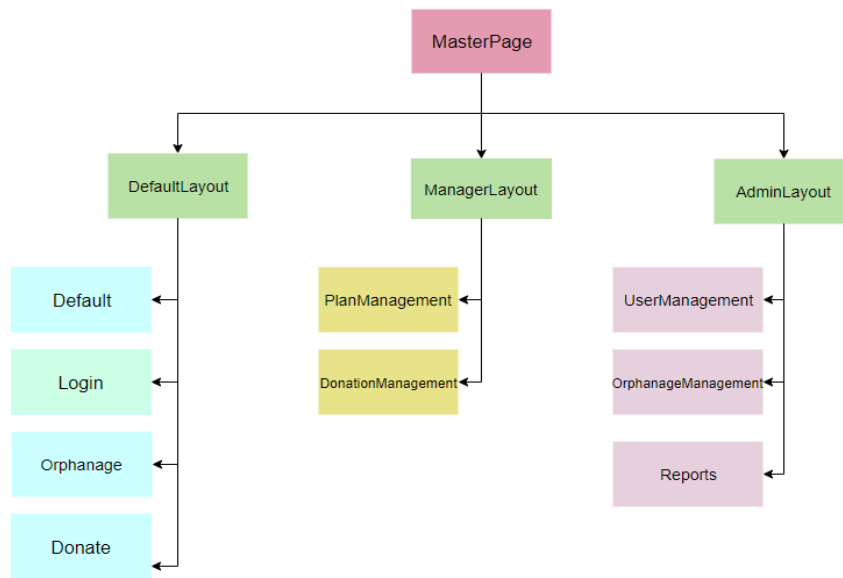 MasterPage
DefaultLayout
ManagerLayout
AdminLayout
Default
PlanManagement
UserManagement
Login
DonationManagement
OrphanageManagement
Orphanage
Reports
Donate